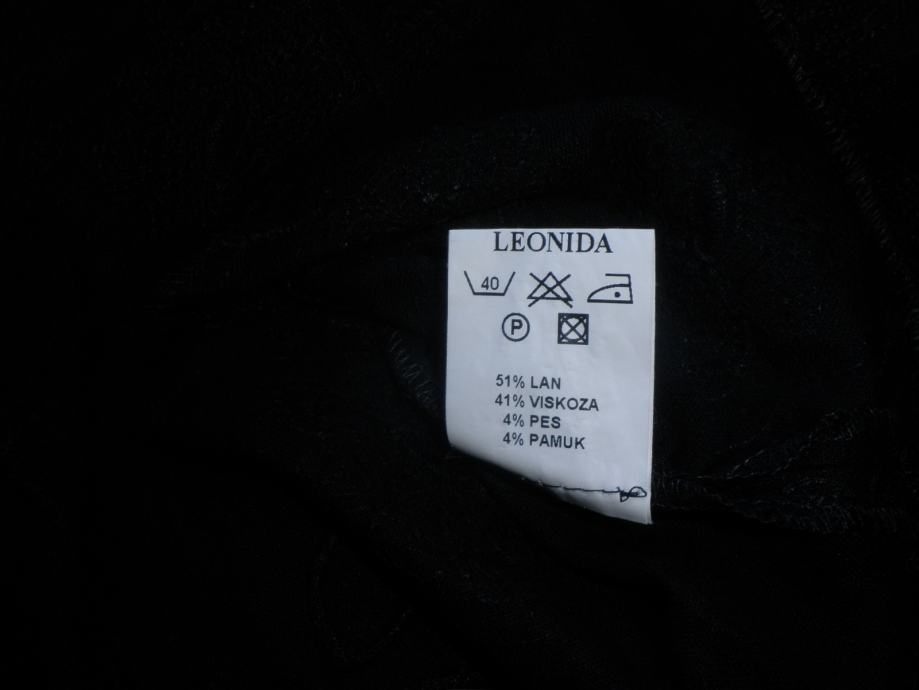 LEONIDA
40
P
51% LAN
41% VISKOZA
4% PES
4% PAMUK